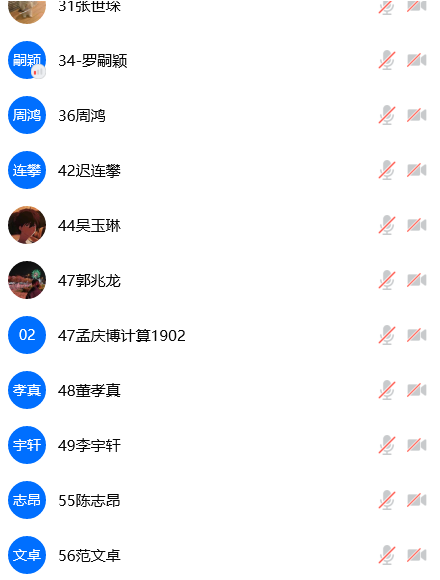 31张世琛
嗣颖
34-罗嗣颖
周鸿
36周鸿
连攀
42迟连攀
44吴玉琳
47郭兆龙
02
47孟庆博计算1902
孝真
48董孝真
宇轩
49李宇轩
志昂
55陈志昂
文卓
56范文卓